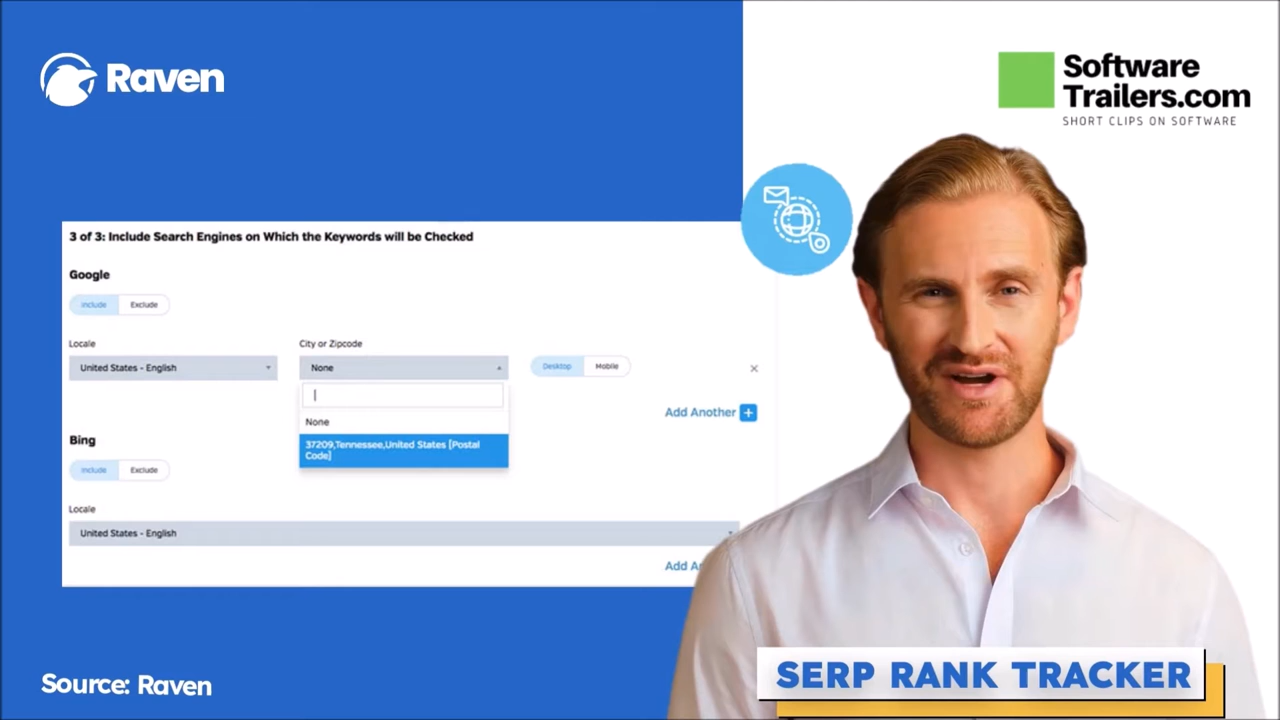 Raven
Software
Trailers.com
SHORT CLIPS ON SOFTWARE
3 of 3: Include Search Engines on Which the Keywords will be Checked
Google
Include Exclude
Locale City or Zipcode
United States - English None Desktop Mobile
None
Add Another +
37209,Tennessee,United States [Postal
Code]
Bing
Include Exclude
Locale
United States - English
Add
Source: Raven
SERP RANK TRACKER